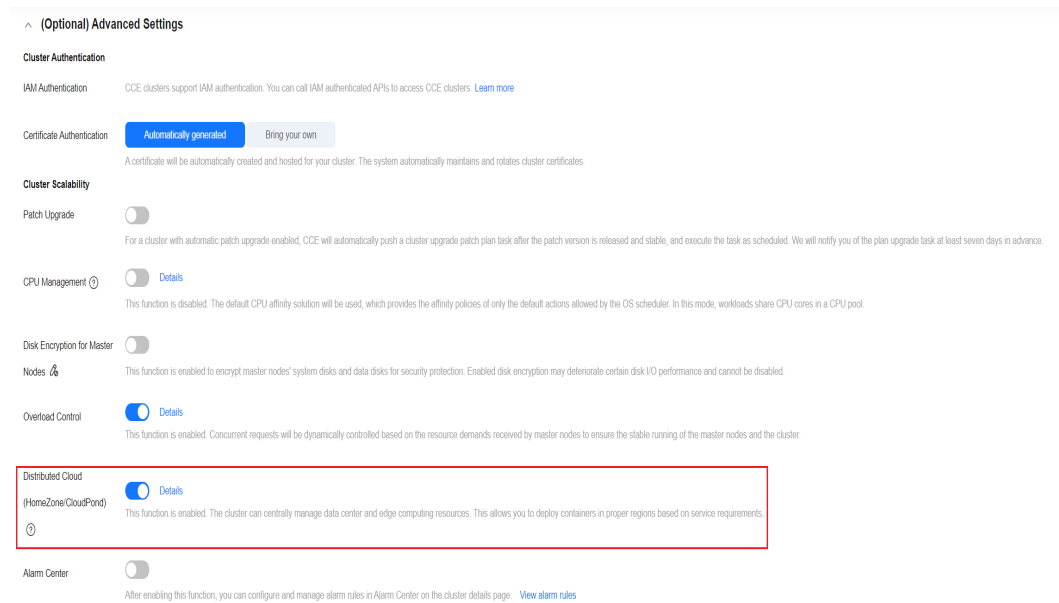 (Optional) Advanced Settings
Cluster Authentication
IAM Authentication
CCE clusters support IAM authentication. You can call IAM authenticated APIs to access CCE clusters. Learn more
Certificate Authentication
Automatically generated
Bring your own
A certificate will be automatically created and hosted for your cluster. The system automatically maintains and rotates cluster certificates.
Cluster Scalability
Patch Upgrade
For a cluster with automatic patch upgrade enabled, CCE will automatically push a cluster upgrade patch plan task after the patch version is released and stable, and execute the task as scheduled. We will notify you of the plan upgrade task at least seven days in advance.
CPU Management ?
Details
This function is disabled. The default CPU affinity solution will be used, which provides the affinity policies of only the default actions allowed by the OS scheduler. In this mode, workloads share CPU cores in a CPU pool.
Disk Encryption for Master
Nodes
This function is enabled to encrypt master nodes' system disks and data disks for security protection. Enabled disk encryption may deteriorate certain disk I/O performance and cannot be disabled.
Overload Control
Details
This function is enabled. Concurrent requests will be dynamically controlled based on the resource demands received by master nodes to ensure the stable running of the master nodes and the cluster.
Distributed Cloud
(HomeZone/CloudPond)
?
Details
This function is enabled. The cluster can centrally manage data center and edge computing resources. This allows you to deploy containers in proper regions based on service requirements.
Alarm Center
After enabling this function, you can configure and manage alarm rules in Alarm Center on the cluster details page. View alarm rules